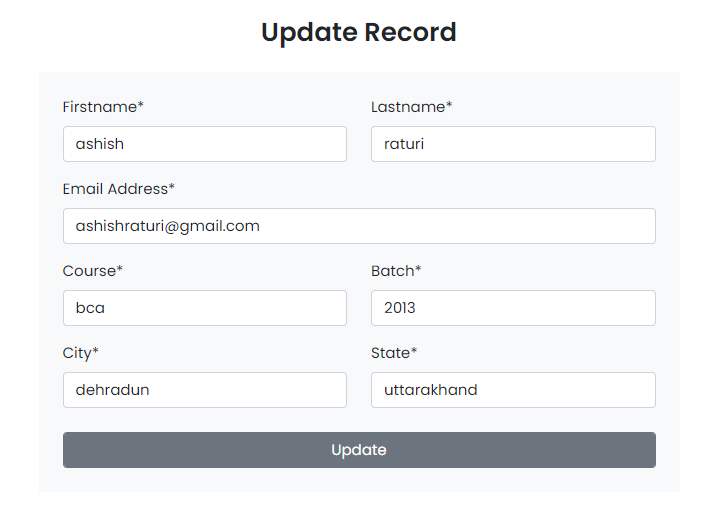 Update Record
Firstname* Lastname*
ashish raturi
Email Address*
ashishraturi@gmail.com
Course* Batch*
bca 2013
City* State*
dehradun uttarakhand
Update